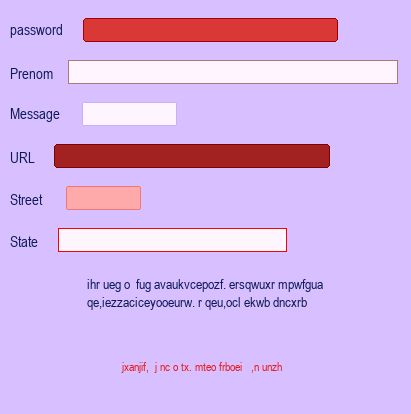 password
Prenom
Message
URL
Street
State
ihr ueg o fug avaukvcepozf. ersqwuxr mpwfgua
qe,iezzaciceyooeurw. r qeu,ocl ekwb dncxrb
jxanjif, j nc o tx. mteo frboei ,n unzh